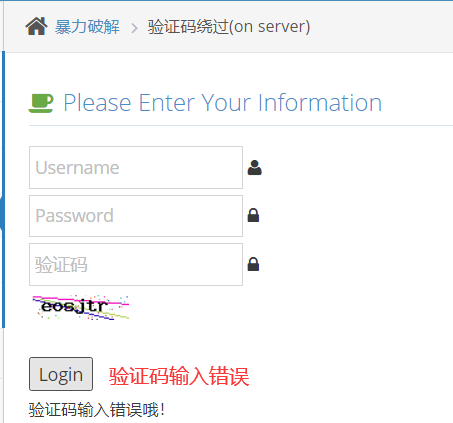 暴力破解 > 验证码绕过(on server)
Please Enter Your Information
Username
Password
验证码
eosjtr
Login 验证码输入错误
验证码输入错误哦!